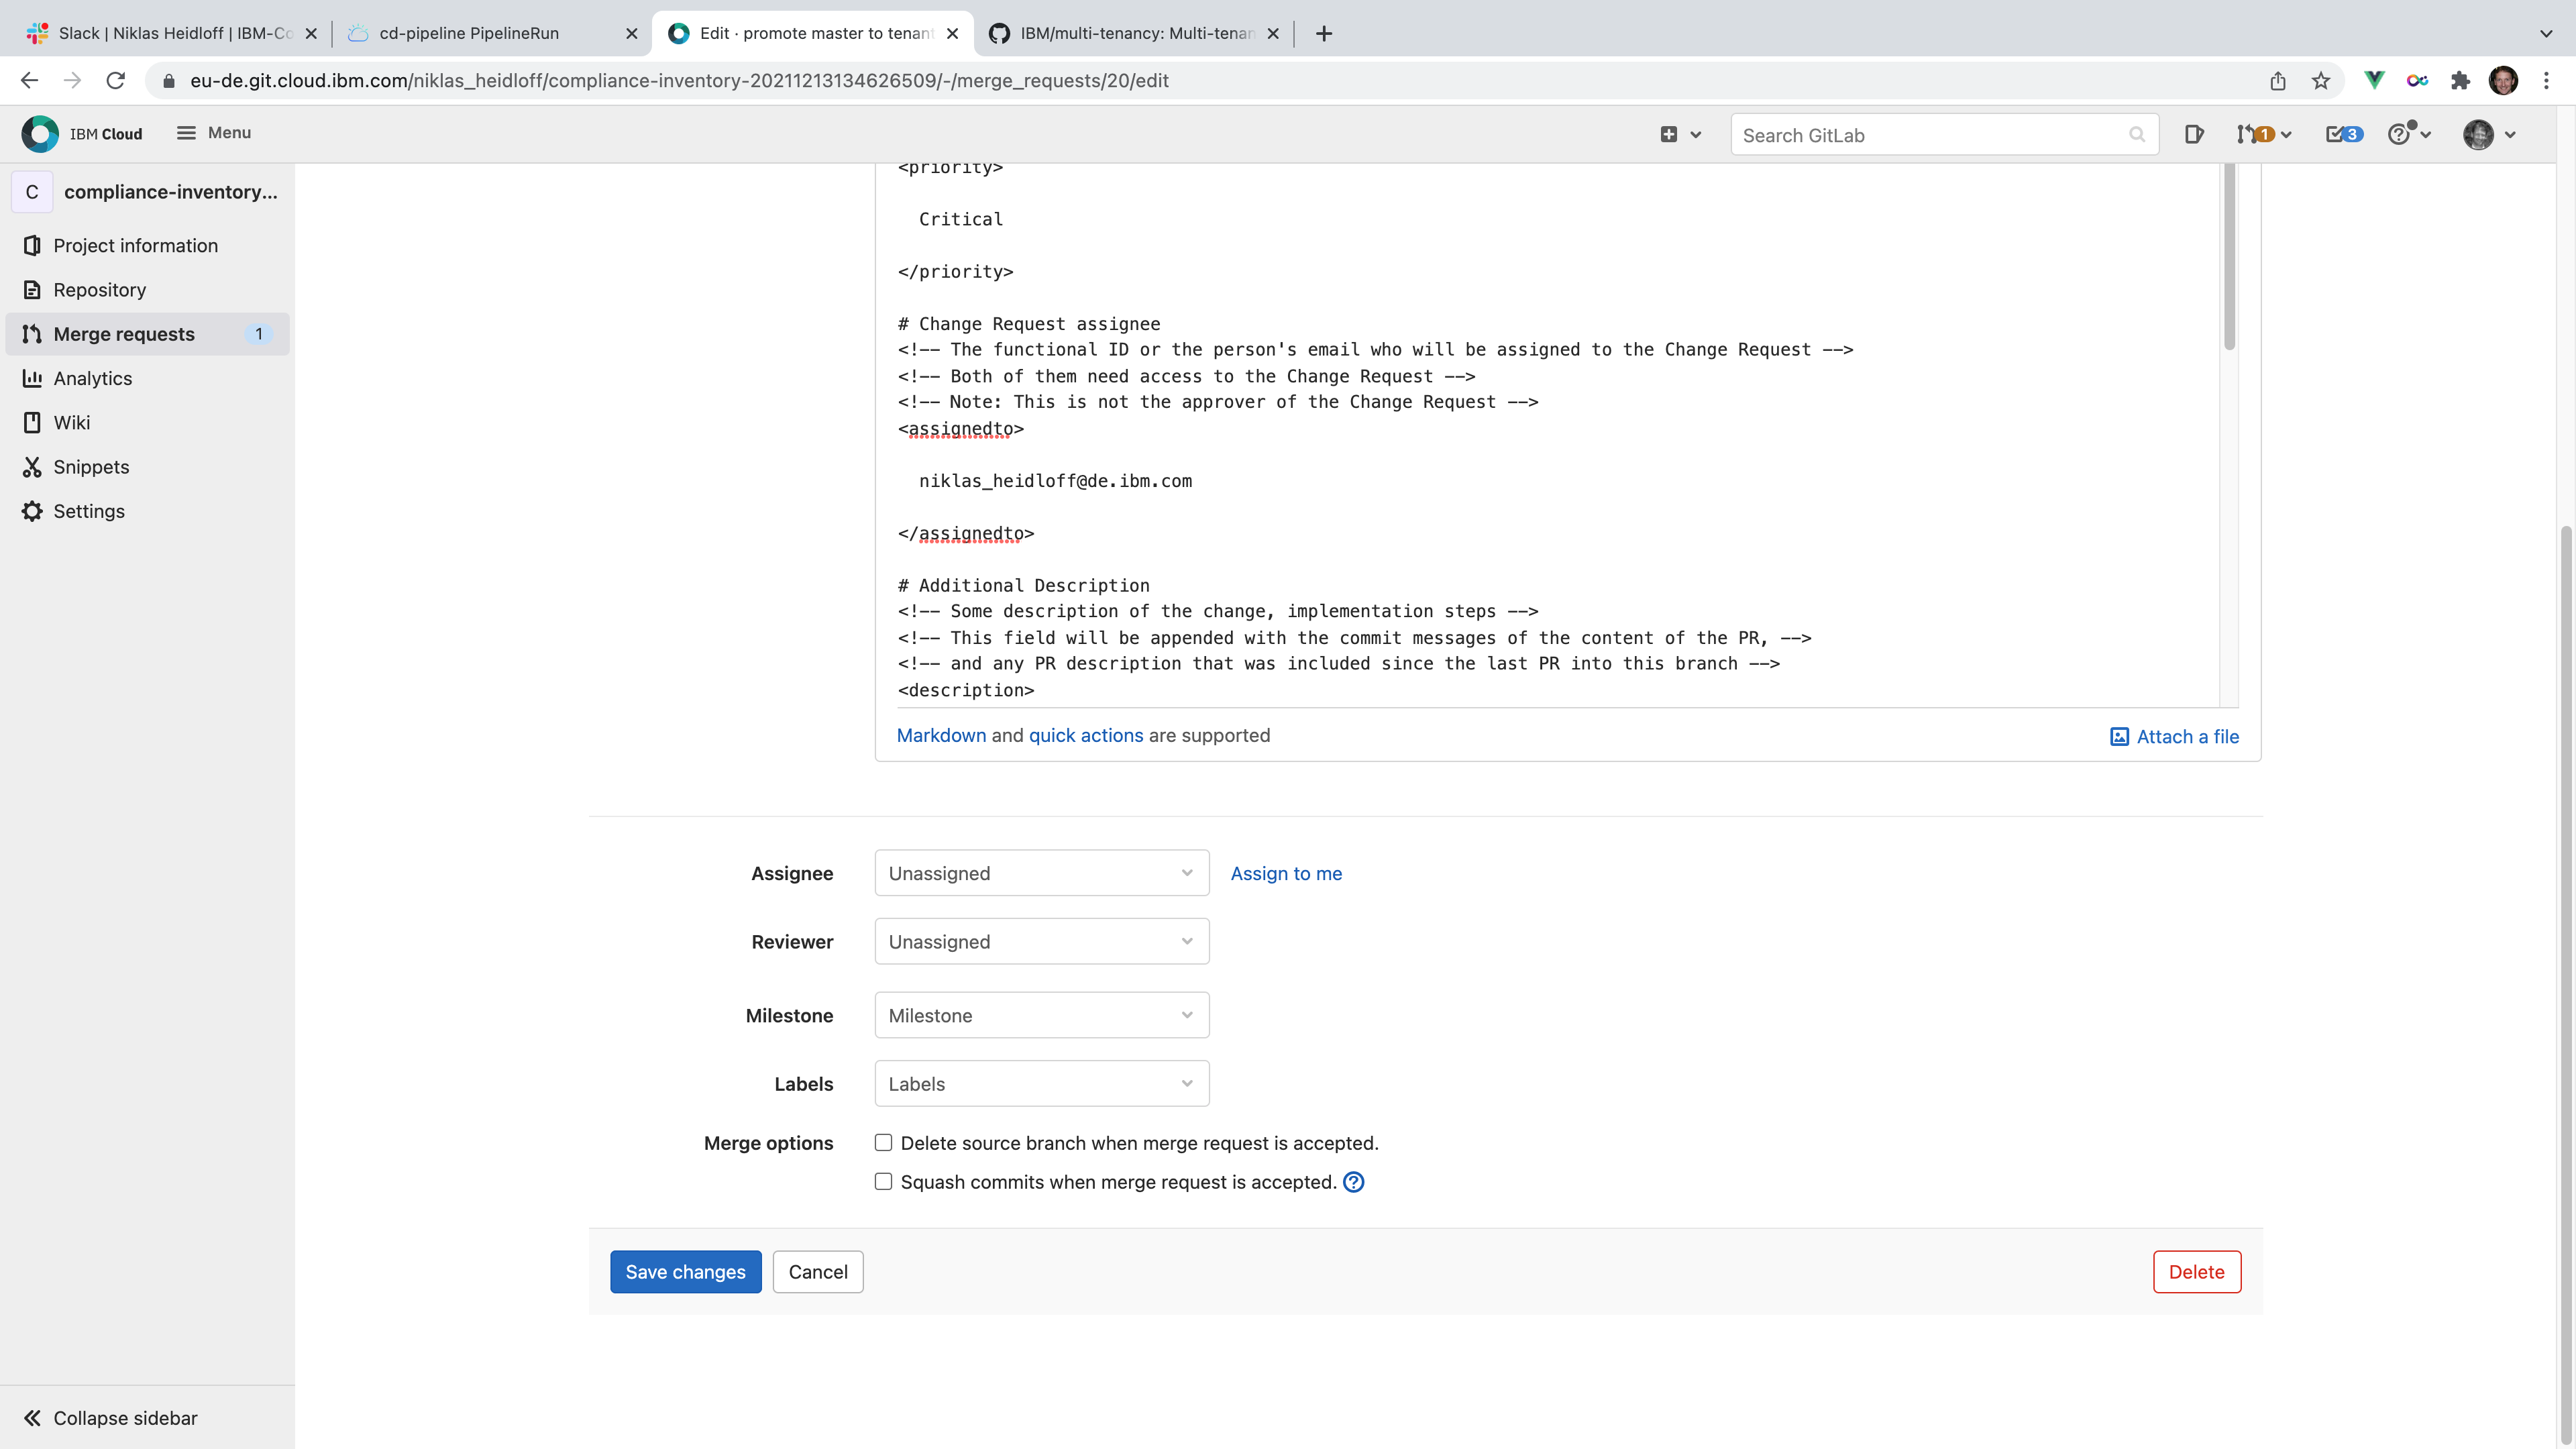 Slack | Niklas Heidloff | IBM-Co
cd-pipeline PipelineRun
Edit · promote master to tenant
IBM/multi-tenancy: Multi-tenan
eu-de.git.cloud.ibm.com/niklas_heidloff/compliance-inventory-20211213134626509/-/merge_requests/20/edit
IBM Cloud
Menu
Search GitLab
1
3
C
compliance-inventory...
Project information
Repository
Merge requests
1
Analytics
Wiki
Snippets
Settings
Collapse sidebar
<priority>
Critical
</priority>
# Change Request assignee
<!-- The functional ID or the person's email who will be assigned to the Change Request -->
<!-- Both of them need access to the Change Request -->
<!-- Note: This is not the approver of the Change Request -->
<assignedto>
niklas_heidloff@de.ibm.com
</assignedto>
# Additional Description
<!-- Some description of the change, implementation steps -->
<!-- This field will be appended with the commit messages of the content of the PR, -->
<!-- and any PR description that was included since the last PR into this branch -->
<description>
Markdown and quick actions are supported
Attach a file
Assignee
Unassigned
Assign to me
Reviewer
Unassigned
Milestone
Milestone
Labels
Labels
Merge options
Delete source branch when merge request is accepted.
Squash commits when merge request is accepted.
Save changes
Cancel
Delete